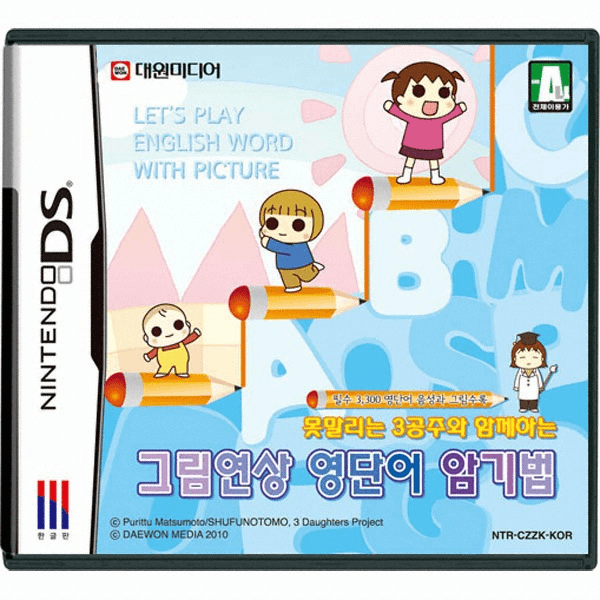 NINTENDO DS
한글판
DAE WON
대원미디어
A
전체이용가
LET'S PLAY
ENGLISH WORD
WITH PICTURE
C
B
A
필수 3,300 영단어 음성과 그림수록
못말리는 3공주와 함께하는
그림연상 영단어 암기법
© Purittu Matsumoto/SHUFUNOTOMO, 3 Daughters Project
© DAEWON MEDIA 2010
NTR-CZZK-KOR